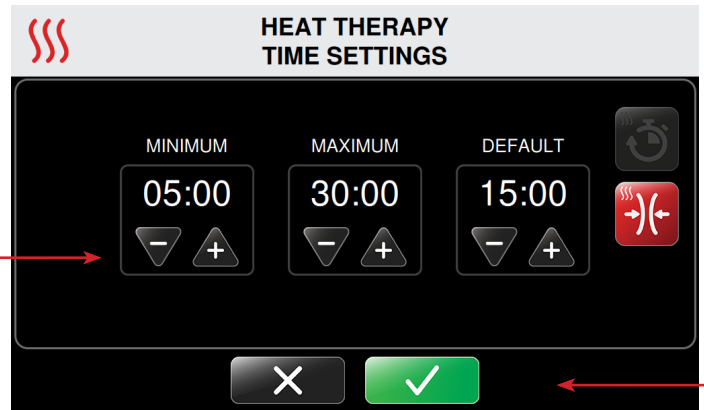 HEAT THERAPY
TIME SETTINGS
MINIMUM MAXIMUM DEFAULT
05:00 30:00 15:00